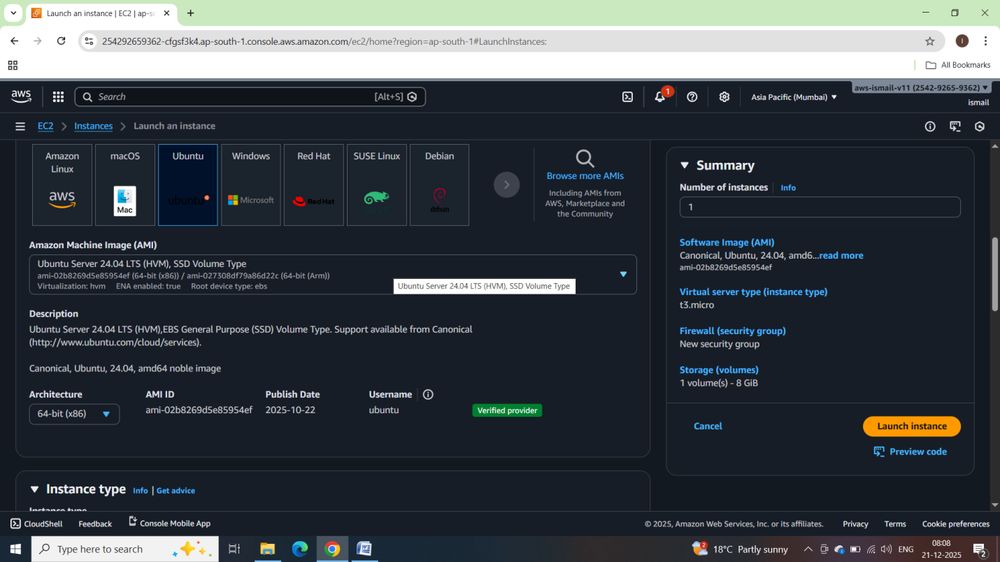 Launch an instance | EC2 | ap-so
254292659362-cfgsf3k4.ap-south-1.console.aws.amazon.com/ec2/home?region=ap-south-1#LaunchInstances:
I
All Bookmarks
aws
Search
[Alt+S]
1
Asia Pacific (Mumbai)
aws-ismail-v11 (2542-9265-9362)
ismail
EC2
Instances
Launch an instance
Amazon
Linux
aws
macOS
Mac
Ubuntu
ubuntu
Windows
Microsoft
Red Hat
Red Hat
SUSE Linux
Debian
debian
Browse more AMIs
Including AMIs from
AWS, Marketplace and
the Community
Amazon Machine Image (AMI)
Ubuntu Server 24.04 LTS (HVM), SSD Volume Type
ami-02b8269d5e85954ef (64-bit (x86)) / ami-027308df79a86d22c (64-bit (Arm))
Virtualization: hvm ENA enabled: true Root device type: ebs
Ubuntu Server 24.04 LTS (HVM), SSD Volume Type
Description
Ubuntu Server 24.04 LTS (HVM),EBS General Purpose (SSD) Volume Type. Support available from Canonical
(http://www.ubuntu.com/cloud/services).
Canonical, Ubuntu, 24.04, amd64 noble image
Architecture
64-bit (x86)
AMI ID
ami-02b8269d5e85954ef
Publish Date
2025-10-22
Username
ubuntu
Verified provider
Instance type Info | Get advice
Instance type
Summary
Number of instances Info
1
Software Image (AMI)
Canonical, Ubuntu, 24.04, amd6...read more
ami-02b8269d5e85954ef
Virtual server type (instance type)
t3.micro
Firewall (security group)
New security group
Storage (volumes)
1 volume(s) - 8 GiB
Cancel
Launch instance
Preview code
CloudShell
Feedback
Console Mobile App
© 2025, Amazon Web Services, Inc. or its affiliates.
Privacy
Terms
Cookie preferences
Type here to search
2
18°C Partly sunny
ENG
08:08
21-12-2025
2